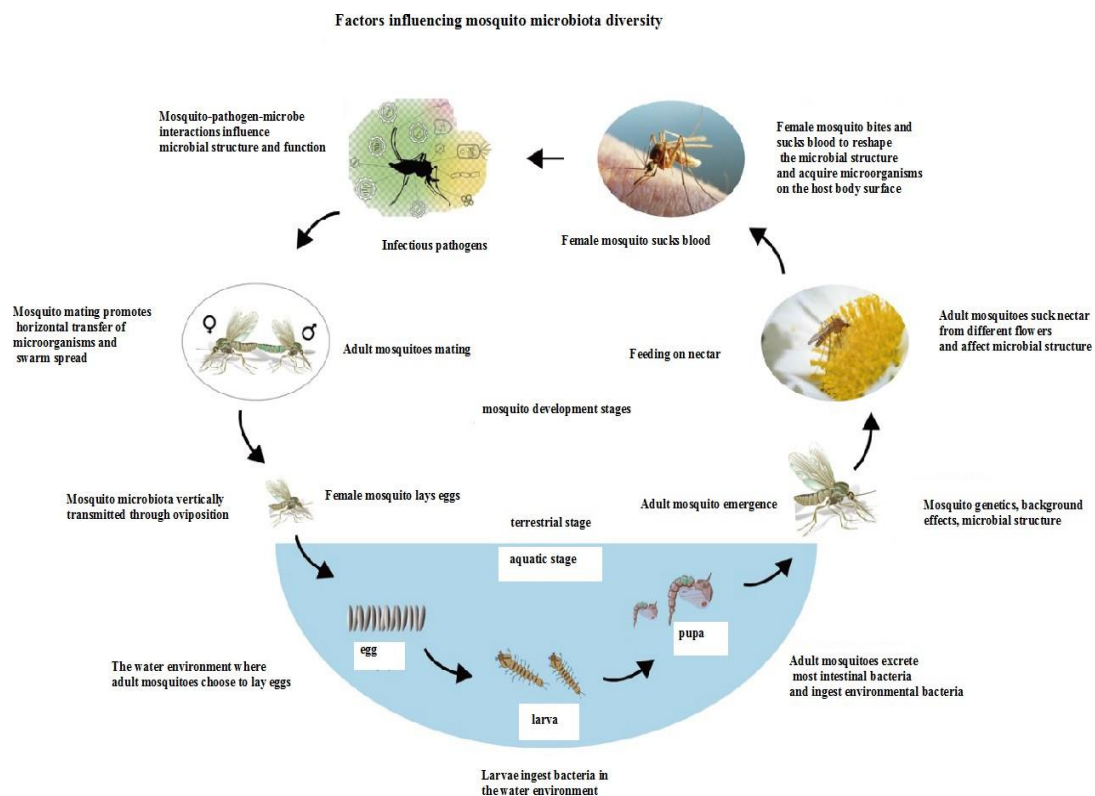 Factors influencing mosquito microbiota diversity
Mosquito-pathogen-microbe
interactions influence
microbial structure and function
Female mosquito bites and
sucks blood to reshape
the microbial structure
and acquire microorganisms
on the host body surface
Infectious pathogens
Female mosquito sucks blood
Mosquito mating promotes
horizontal transfer of
microorganisms and
swarm spread
♀
♂
Adult mosquitoes mating
Feeding on nectar
Adult mosquitoes suck nectar
from different flowers
and affect microbial structure
mosquito development stages
Mosquito microbiota vertically
transmitted through oviposition
Female mosquito lays eggs
Adult mosquito emergence
Mosquito genetics, background
effects, microbial structure
terrestrial stage
aquatic stage
egg
pupa
larva
The water environment where
adult mosquitoes choose to lay eggs
Adult mosquitoes excrete
most intestinal bacteria
and ingest environmental bacteria
Larvae ingest bacteria in
the water environment